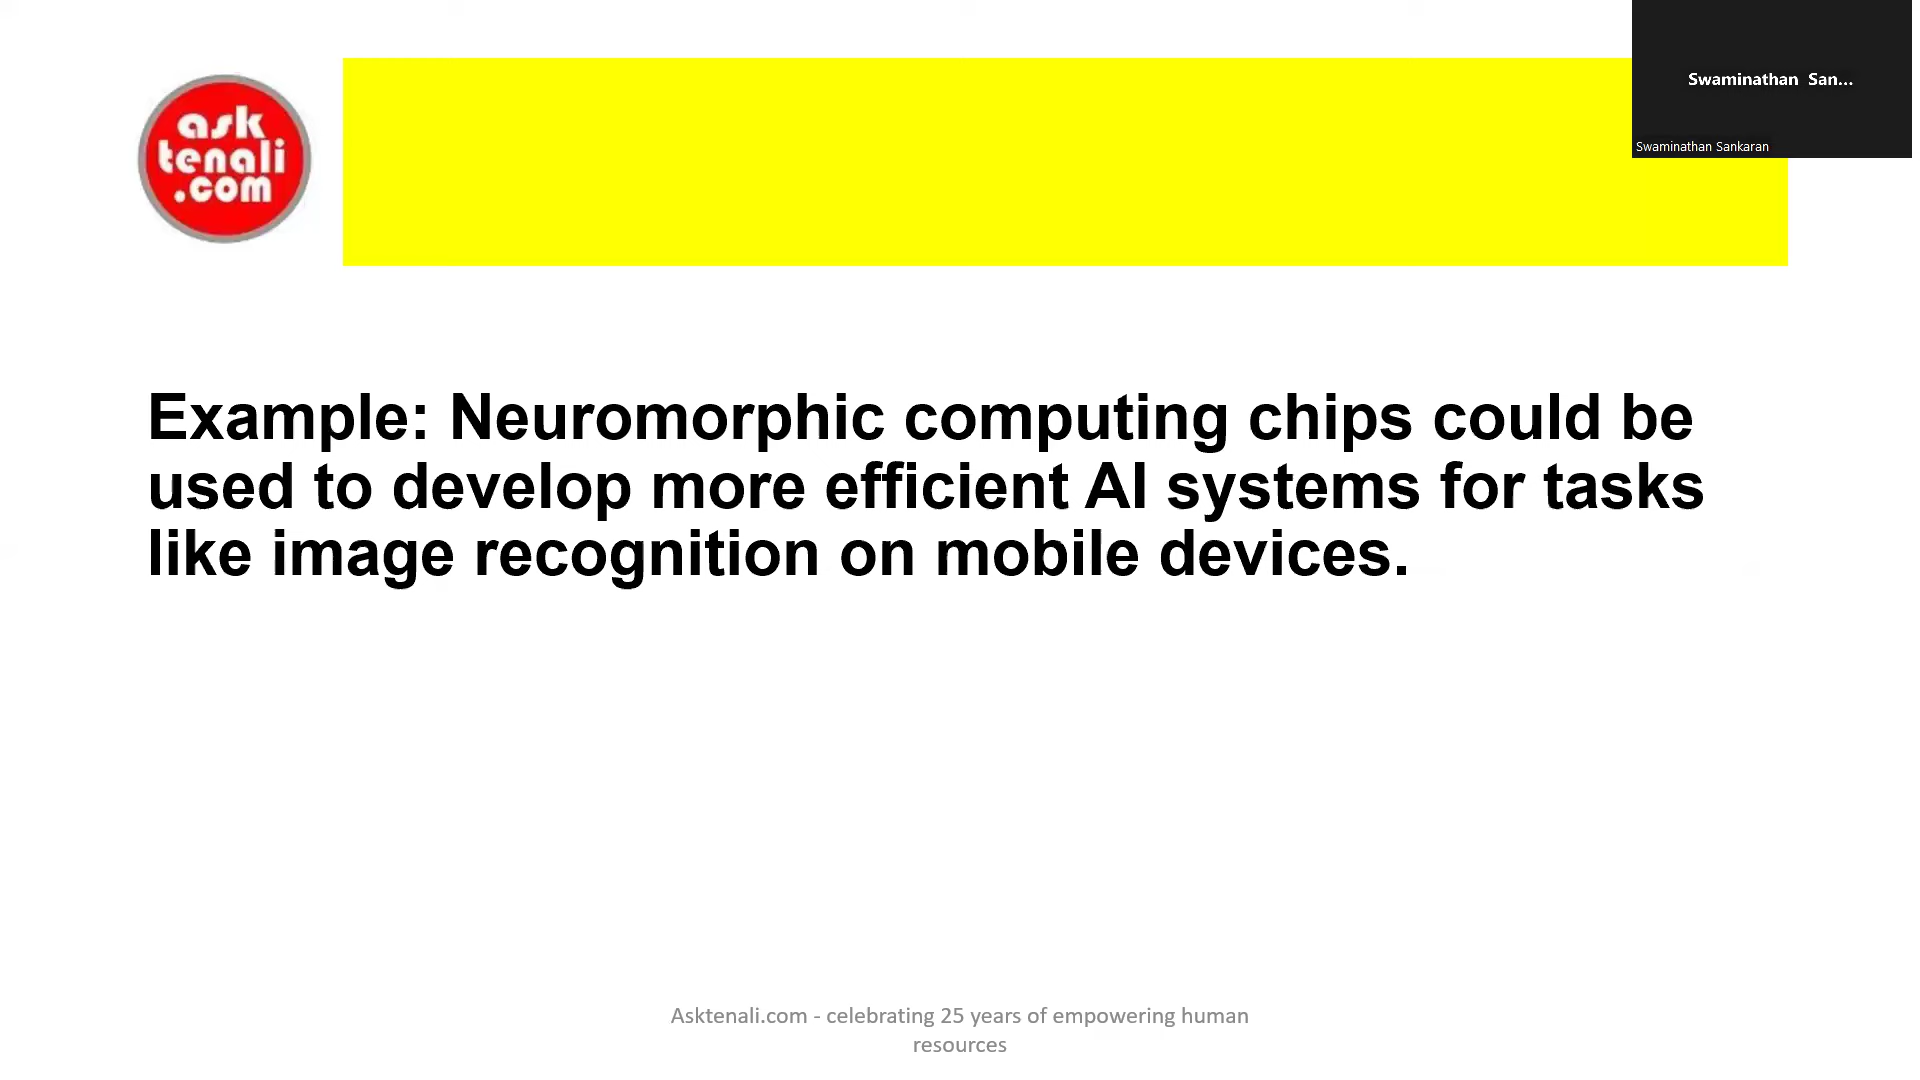 Swaminathan San...
Swaminathan Sankaran
ask
tenali
.com
Example: Neuromorphic computing chips could be
used to develop more efficient AI systems for tasks
like image recognition on mobile devices.
Asktenali.com - celebrating 25 years of empowering human
resources